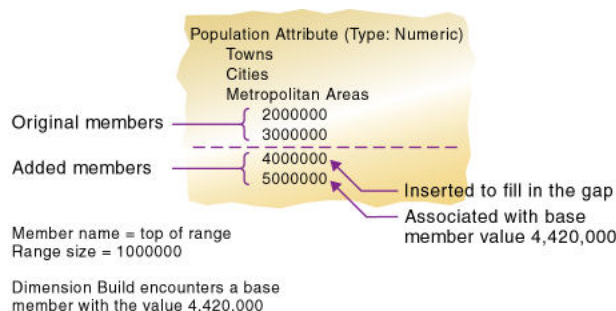 Population Attribute (Type: Numeric)
Towns
Cities
Metropolitan Areas
2000000
3000000
4000000
5000000
Original members
Added members
Inserted to fill in the gap
Associated with base
member value 4,420,000
Member name = top of range
Range size = 1000000
Dimension Build encounters a base
member with the value 4,420,000